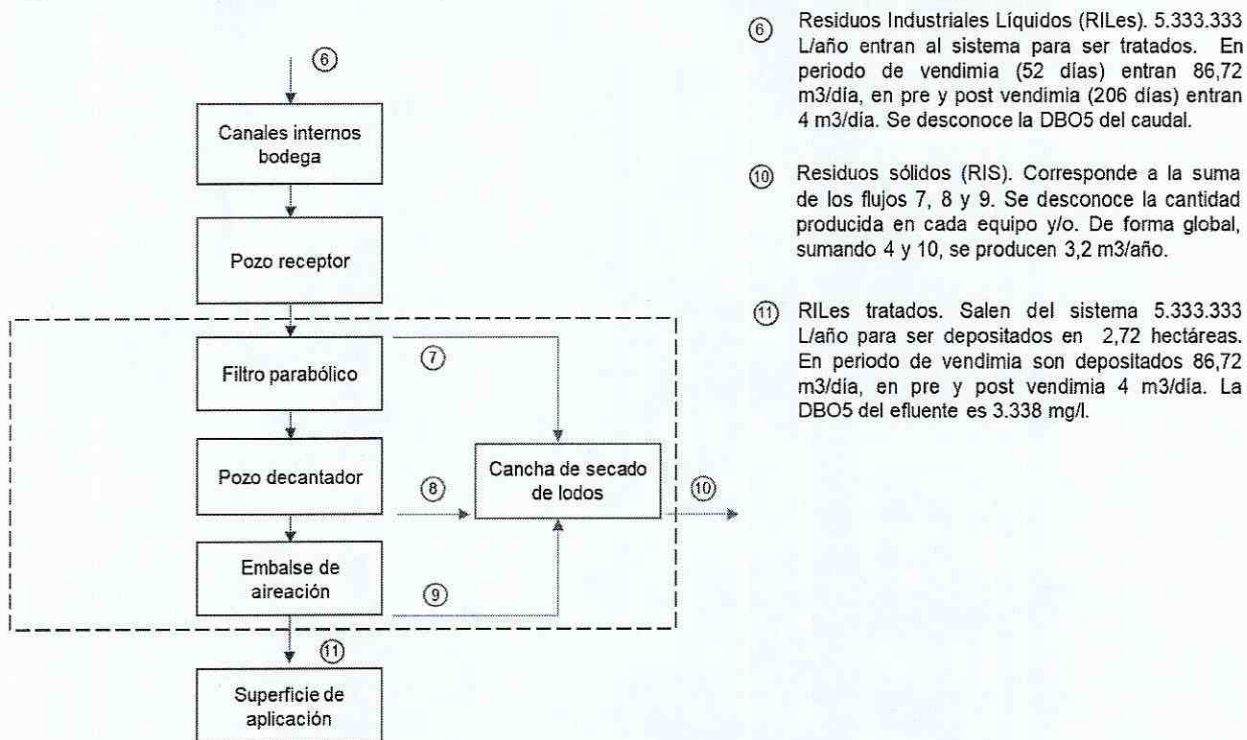 ⑥
Canales internos
bodega
Pozo receptor
Filtro parabólico
⑦
Pozo decantador
⑧
Cancha de secado
de lodos
⑩
Embalse de
aireación
⑨
⑪
Superficie de
aplicación
⑥ Residuos Industriales Líquidos (RILes). 5.333.333
L/año entran al sistema para ser tratados. En
periodo de vendimia (52 días) entran 86,72
m3/día, en pre y post vendimia (206 días) entran
4 m3/día. Se desconoce la DBO5 del caudal.
⑩ Residuos sólidos (RIS). Corresponde a la suma
de los flujos 7, 8 y 9. Se desconoce la cantidad
producida en cada equipo y/o. De forma global,
sumando 4 y 10, se producen 3,2 m3/año.
⑪ RILes tratados. Salen del sistema 5.333.333
L/año para ser depositados en 2,72 hectáreas.
En periodo de vendimia son depositados 86,72
m3/día, en pre y post vendimia 4 m3/día. La
DBO5 del efluente es 3.338 mg/l.